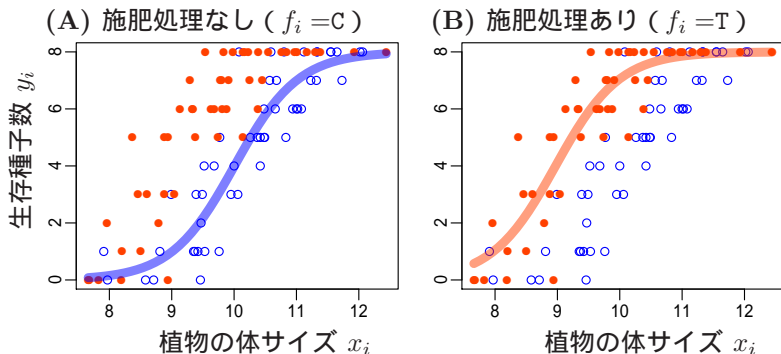 (A) 施肥処理なし ( f_i =C)
(B) 施肥処理あり ( f_i =T)
生存種子数 y_i
8
6
4
2
0
8 9 10 11 12
植物の体サイズ x_i
8
6
4
2
0
8 9 10 11 12
植物の体サイズ x_i